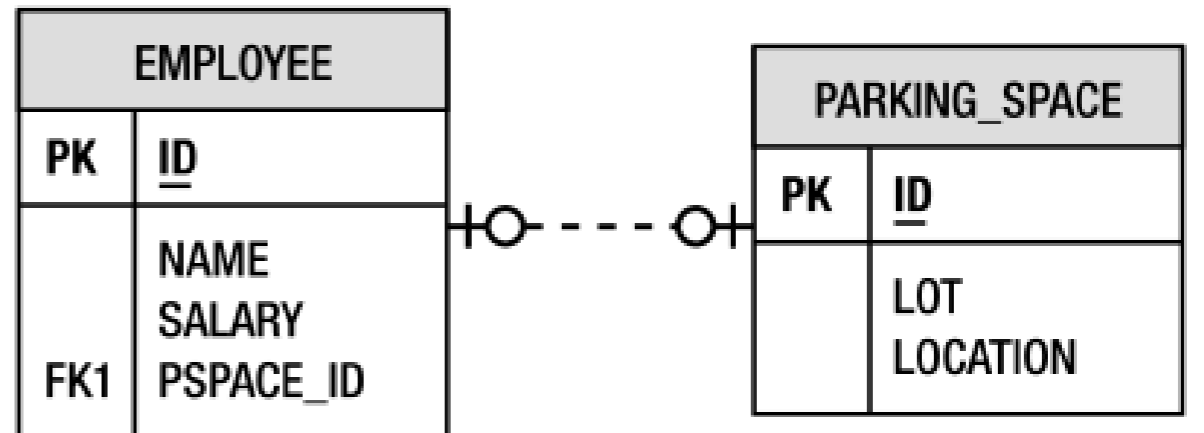 EMPLOYEE
PK ID
NAME
SALARY
FK1 PSPACE_ID
PARKING_SPACE
PK ID
LOT
LOCATION